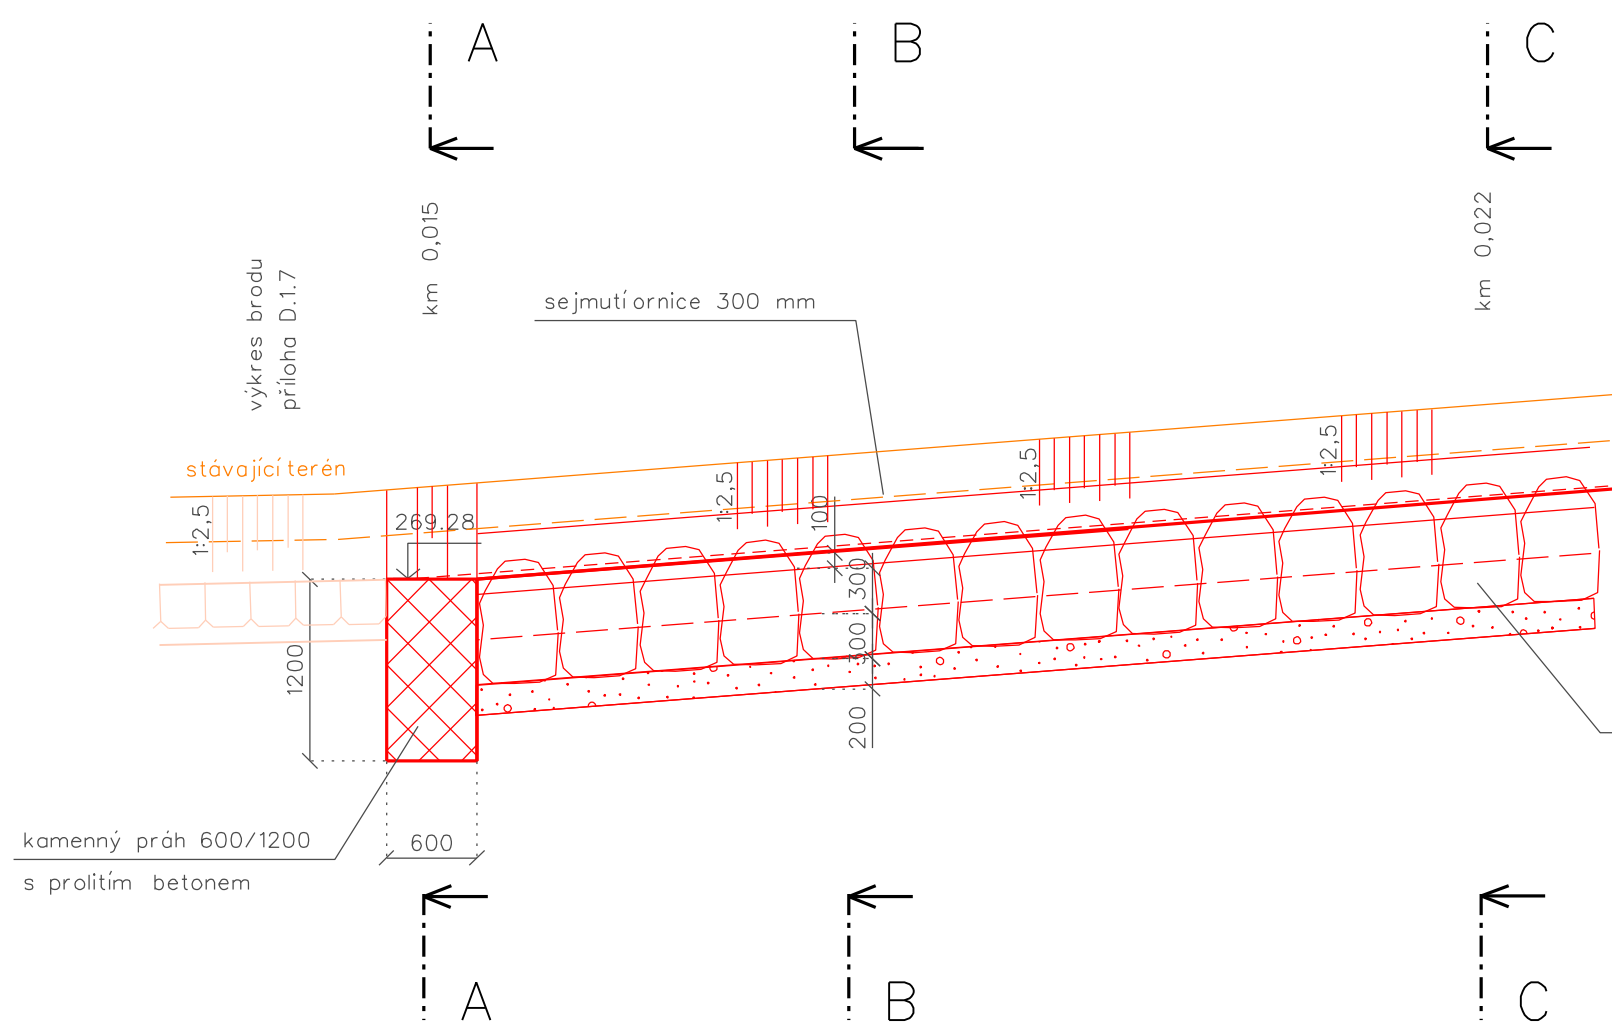 A
B
C
km 0,015
km 0,022
výkres brodu
příloha D.1.7
sejmutí ornice 300 mm
stávající terén
1:2,5
1:2,5
1:2,5
1:2,5
269.28
100
300
300
200
1200
600
kamenný práh 600/1200
s prolitím betonem
A
B
C